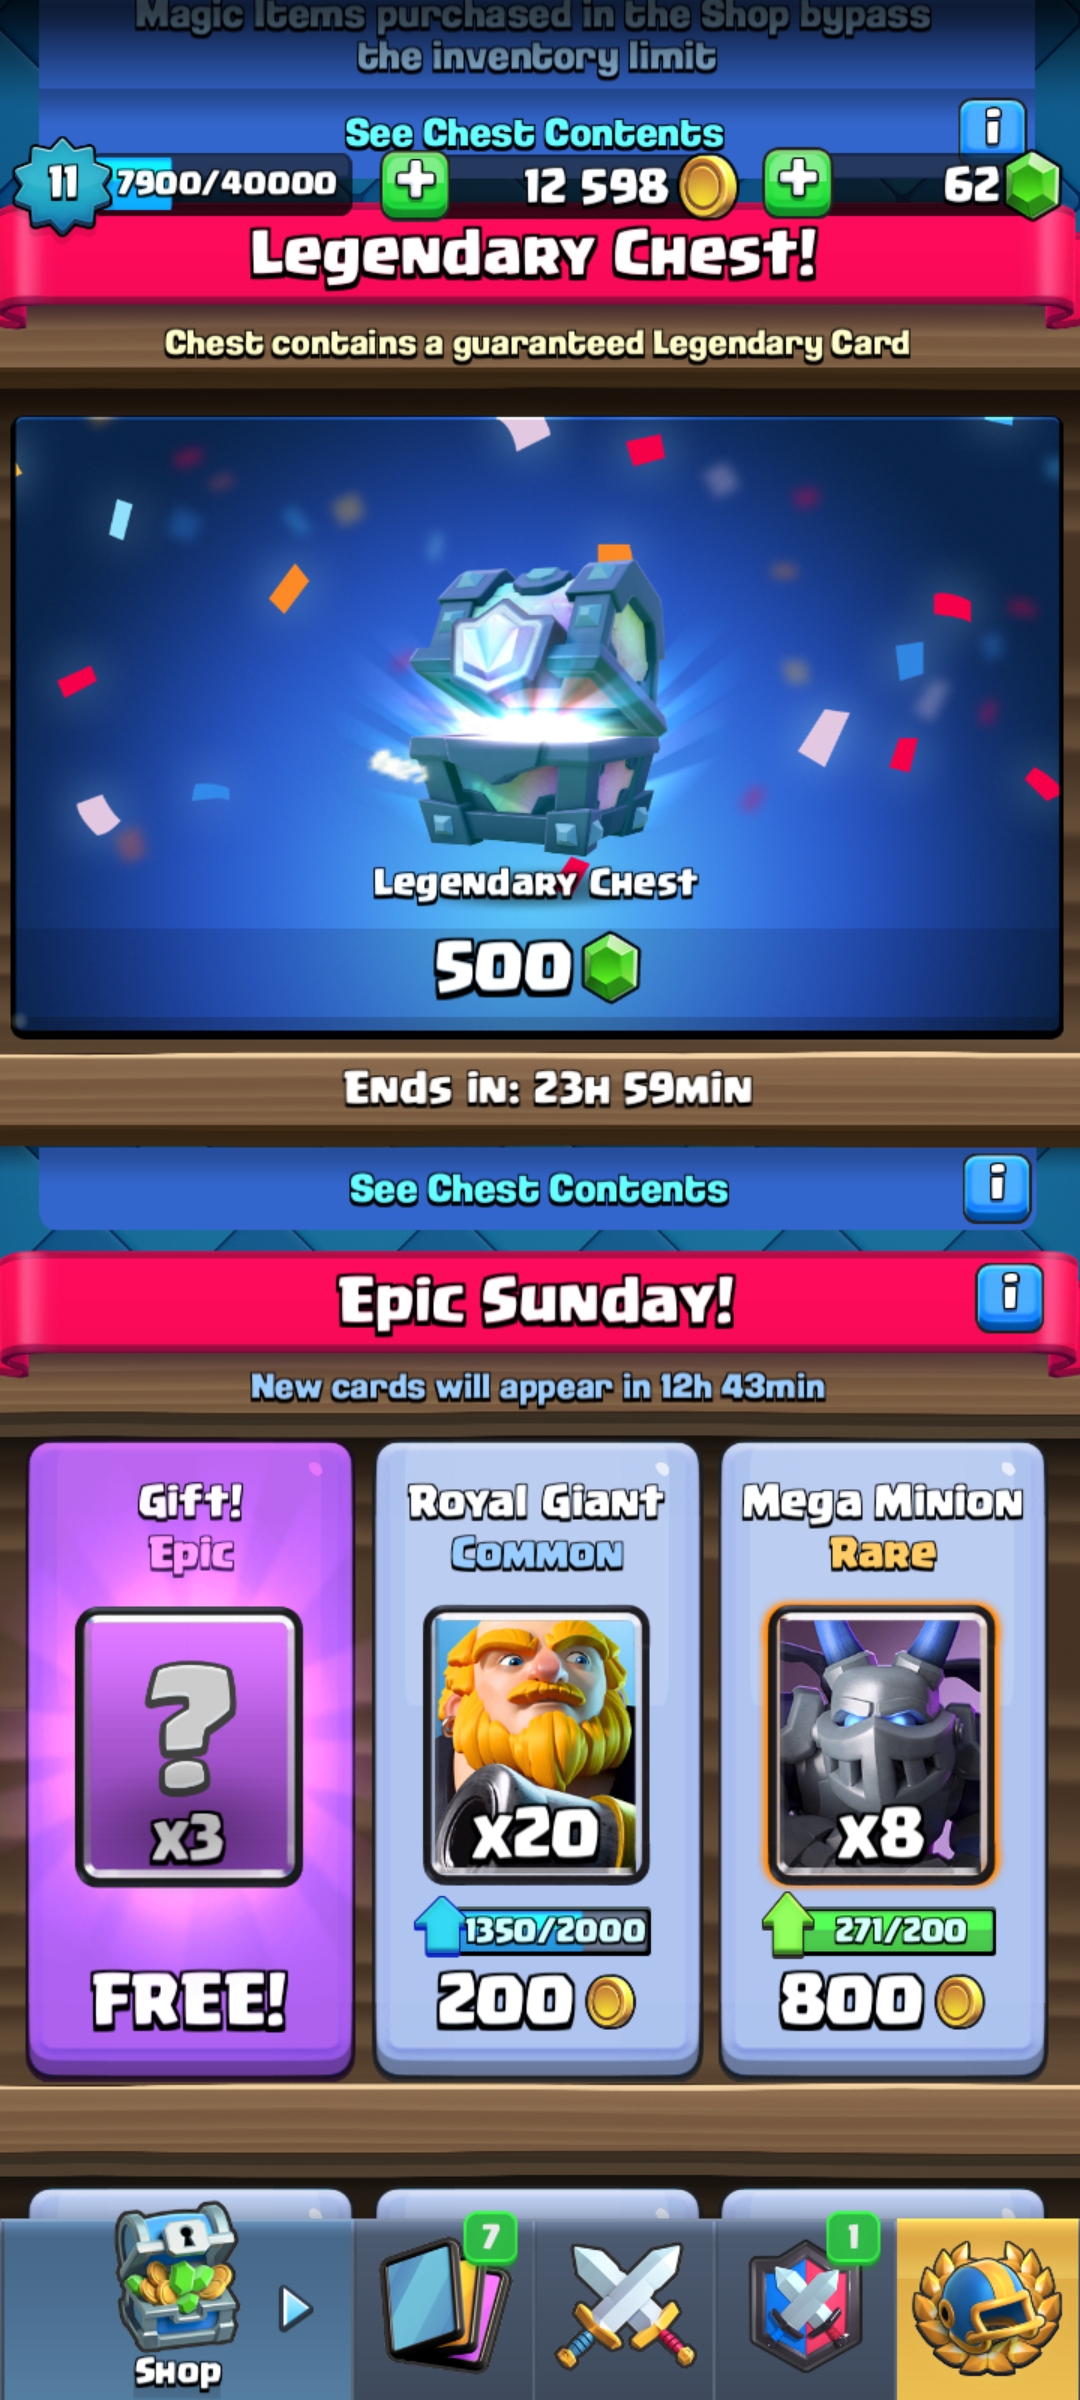 Magic Items purchased in the Shop bypass
the inventory limit
See Chest Contents
i
11
7900/40000
12 598
62
Legendary Chest!
Chest contains a guaranteed Legendary Card
Legendary Chest
500
Ends in: 23h 59min
See Chest Contents
i
Epic Sunday!
i
New cards will appear in 12h 43min
Gift!
Epic
?
x3
FREE!
Royal Giant
Common
x20
1350/2000
200
Mega Minion
Rare
x8
271/200
800
7
1
Shop